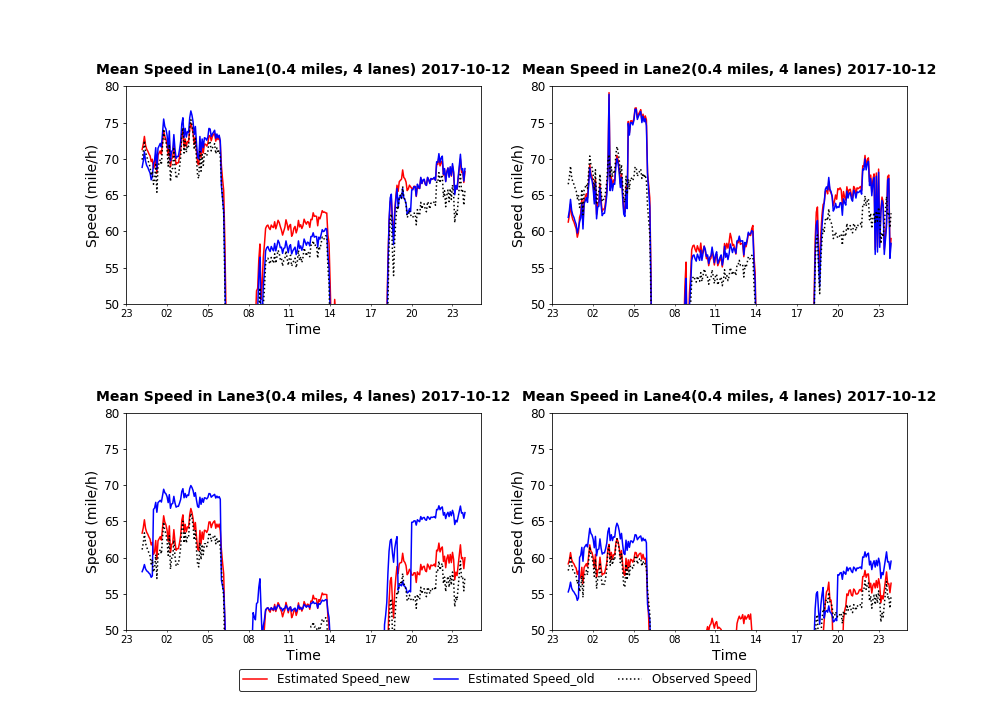 Mean Speed in Lane1(0.4 miles, 4 lanes) 2017-10-12
80
75
70
65
60
55
50
Speed (mile/h)
23 02 05 08 11 14 17 20 23
Time
Mean Speed in Lane2(0.4 miles, 4 lanes) 2017-10-12
80
75
70
65
60
55
50
Speed (mile/h)
23 02 05 08 11 14 17 20 23
Time
Mean Speed in Lane3(0.4 miles, 4 lanes) 2017-10-12
80
75
70
65
60
55
50
Speed (mile/h)
23 02 05 08 11 14 17 20 23
Time
Mean Speed in Lane4(0.4 miles, 4 lanes) 2017-10-12
80
75
70
65
60
55
50
Speed (mile/h)
23 02 05 08 11 14 17 20 23
Time
Estimated Speed_new Estimated Speed_old Observed Speed